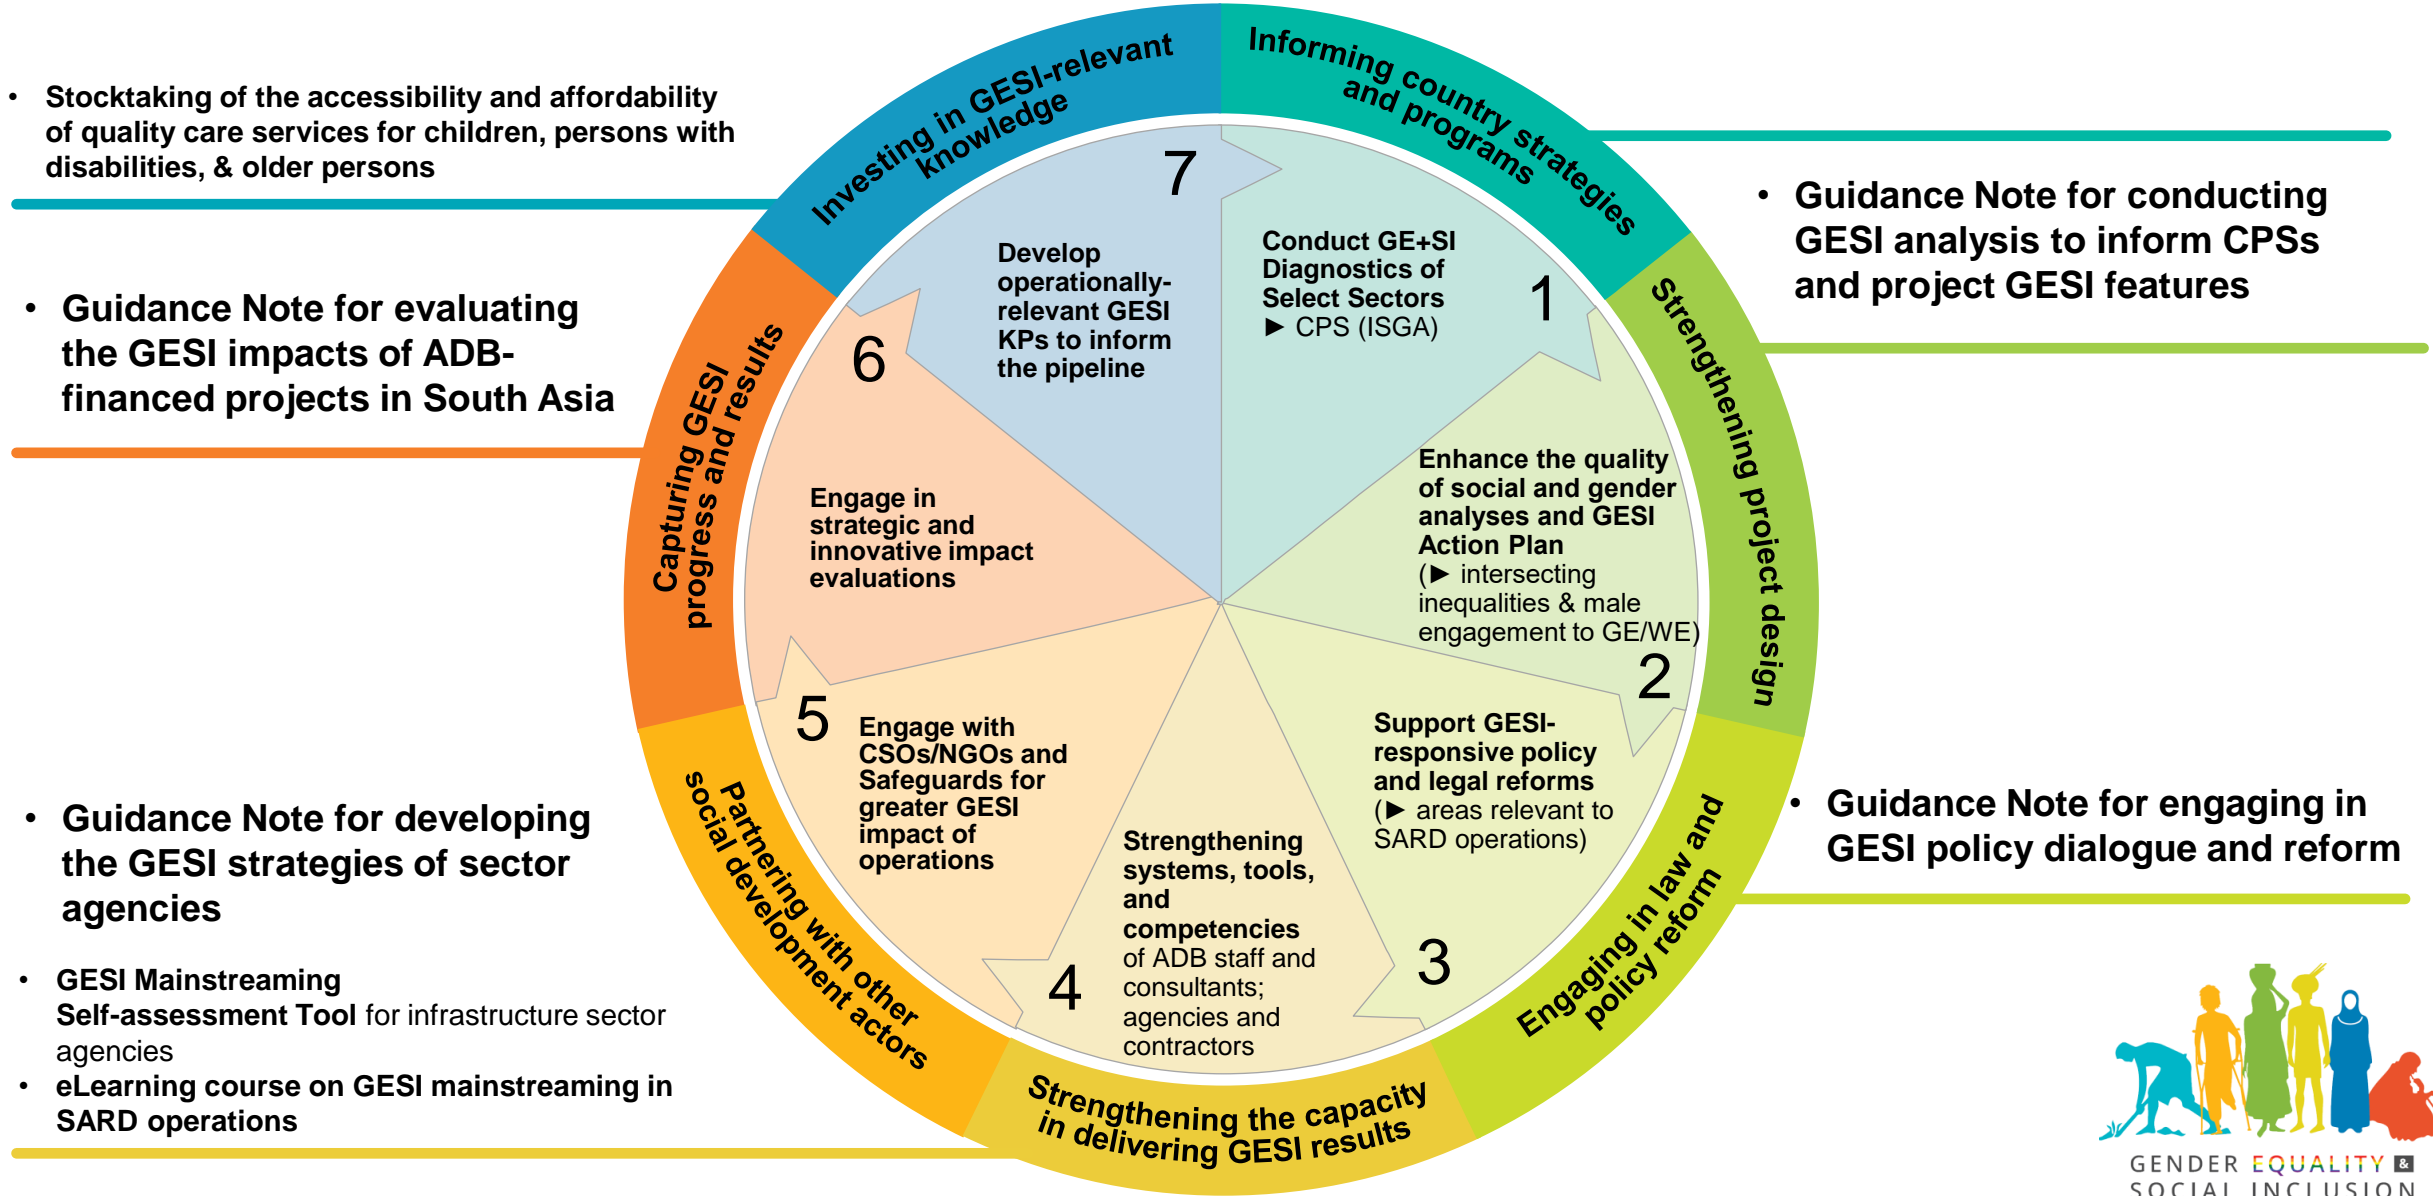 Investing in GESI-relevant
knowledge
Informing country strategies
and programs
Strengthening project design
Engaging in law and
policy reform
Strengthening the capacity
in delivering GESI results
Partnering with other
social development actors
Capturing GESI
progress and results
• Stocktaking of the accessibility and affordability
of quality care services for children, persons with
disabilities, & older persons
• Guidance Note for evaluating
the GESI impacts of ADB-
financed projects in South Asia
• Guidance Note for developing
the GESI strategies of sector
agencies
• GESI Mainstreaming
Self-assessment Tool for infrastructure sector
agencies
• eLearning course on GESI mainstreaming in
SARD operations
7
Develop
operationally-
relevant GESI
KPs to inform
the pipeline
Conduct GE+SI
Diagnostics of
Select Sectors
► CPS (ISGA)
1
Enhance the quality
of social and gender
analyses and GESI
Action Plan
(► intersecting
inequalities & male
engagement to GE/WE)
2
Support GESI-
responsive policy
and legal reforms
(► areas relevant to
SARD operations)
3
Strengthening
systems, tools,
and
competencies
of ADB staff and
consultants;
agencies and
contractors
4
Engage with
CSOs/NGOs and
Safeguards for
greater GESI
impact of
operations
5
Engage in
strategic and
innovative impact
evaluations
6
• Guidance Note for conducting
GESI analysis to inform CPSs
and project GESI features
• Guidance Note for engaging in
GESI policy dialogue and reform
GENDER EQUALITY &
SOCIAL INCLUSION